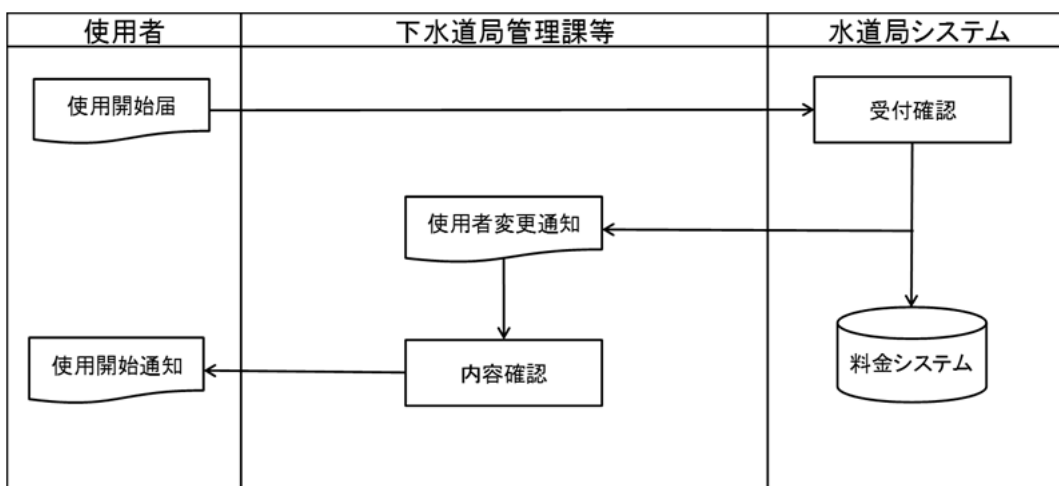 使用者
下水道局管理課等
水道局システム
使用開始届
受付確認
使用者変更通知
使用開始通知
内容確認
料金システム